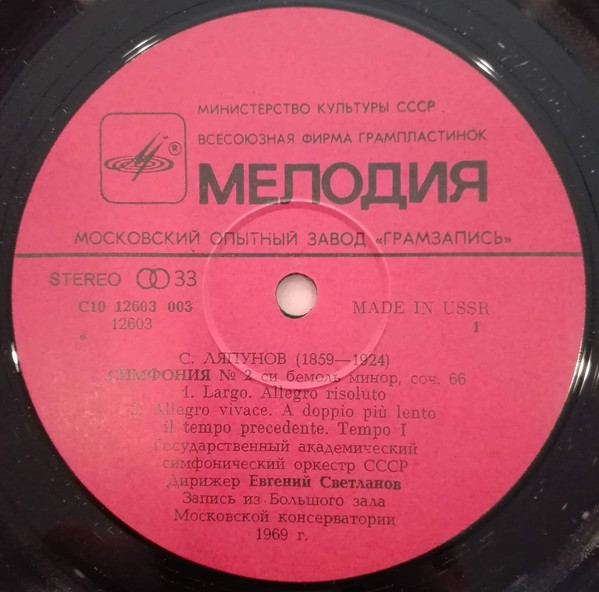 МИНИСТЕРСТВО КУЛЬТУРЫ СССР
ВСЕСОЮЗНАЯ ФИРМА ГРАМПЛАСТИНОК
® МЕЛОДИЯ
МОСКОВСКИЙ ОПЫТНЫЙ ЗАВОД «ГРАМЗАПИСЬ»
STEREO 33
С10 12603 003 MADE IN USSR
12603 1
С. ЛЯПУНОВ (1859—1924)
СИМФОНИЯ № 2 си бемоль минор, соч. 66
1. Largo. Allegro risoluto
2. Allegro vivace. A doppio più lento
il tempo precedente. Tempo I
Государственный академический
симфонический оркестр СССР
Дирижер Евгений Светланов
Запись из Большого зала
Московской консерватории
1969 г.